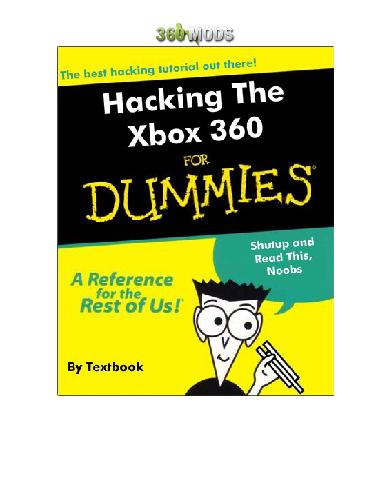 360MODS
The best hacking tutorial out there!
Hacking The
Xbox 360
FOR
DUMMIES®
Shutup and
Read This,
Noobs
A Reference
for the
Rest of Us!®
By Textbook